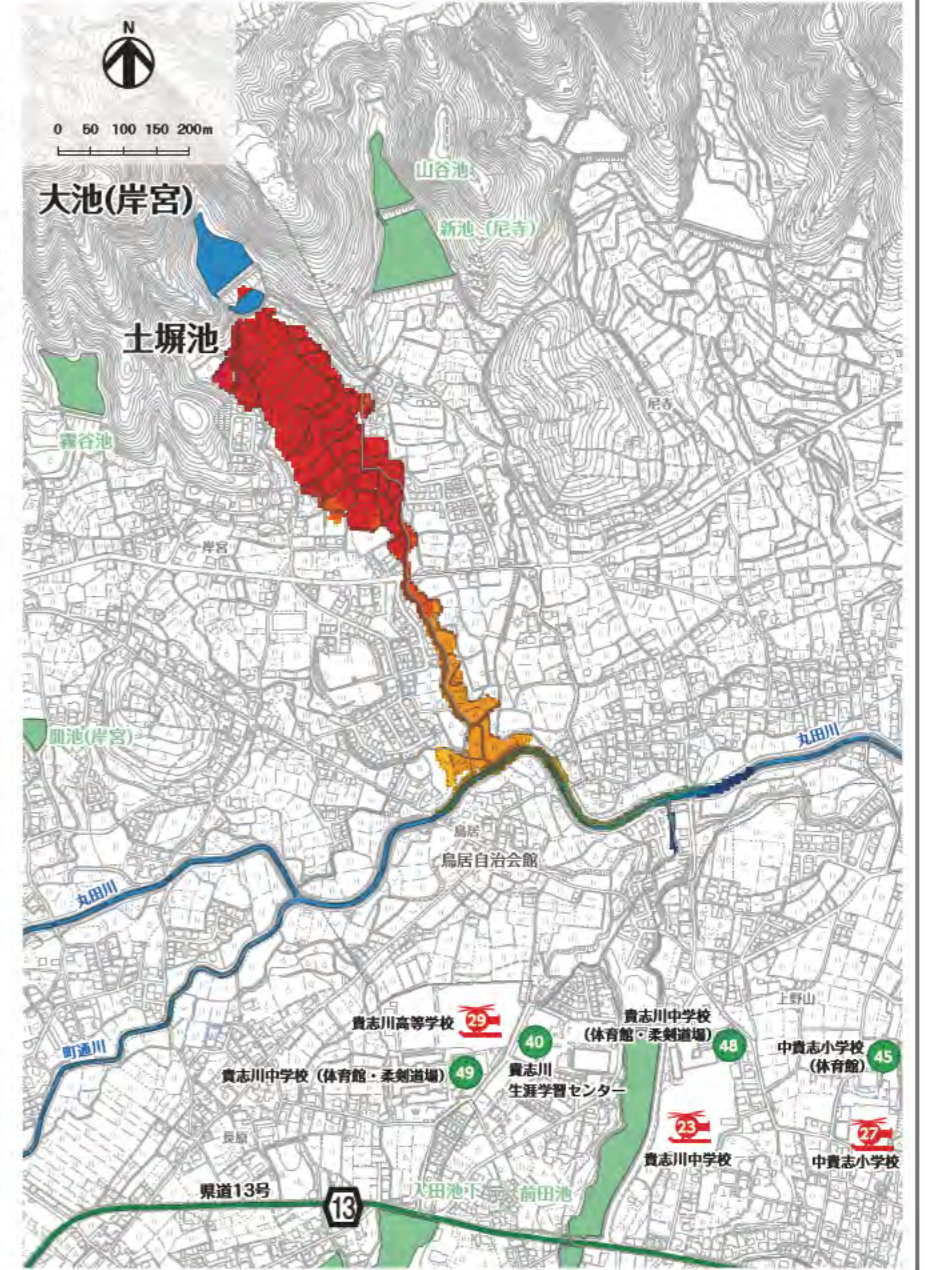 N
0 50 100 150 200m
大池(岸宮)
山谷池
新池（尼寺）
土堀池
尼寺
霧谷池
岸宮
皿池(岸宮)
丸田川
鳥居
鳥居自治会館
丸田川
上野山
貴志川高等学校
29
40
貴志川中学校
（体育館・柔剣道場）
48
中貴志小学校
（体育館）
45
町通川
貴志川中学校（体育館・柔剣道場）
49
貴志川
生涯学習センター
23
貴志川中学校
27
中貴志小学校
長原
県道13号
13
入田池下
前田池